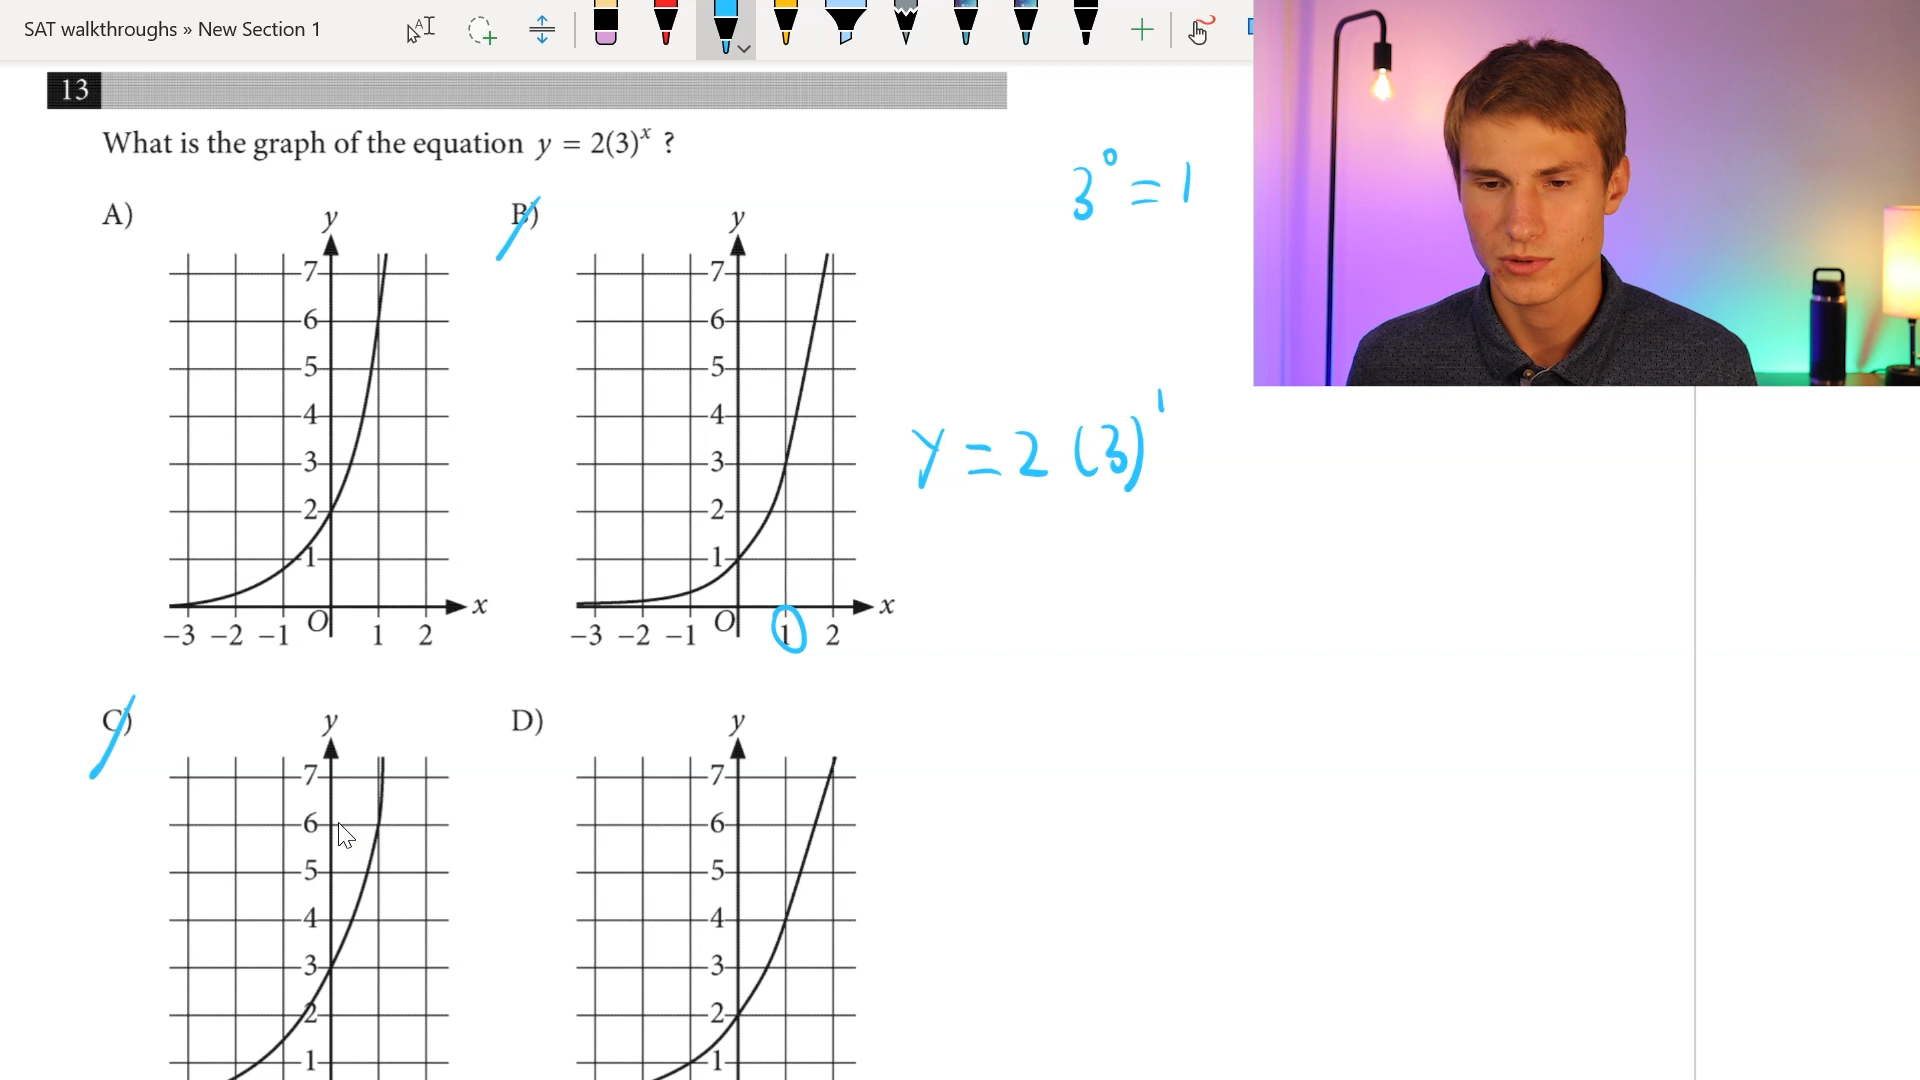 SAT walkthroughs » New Section 1
13
What is the graph of the equation y = 2(3)^x ?
3^0 = 1
A)
y
7
6
5
4
3
2
1
O
-3 -2 -1 1 2
x
B)
y
7
6
5
4
3
2
1
O
-3 -2 -1 1 2
x
y = 2 (3)^1
C)
y
7
6
5
4
3
2
1
D)
y
7
6
5
4
3
2
1